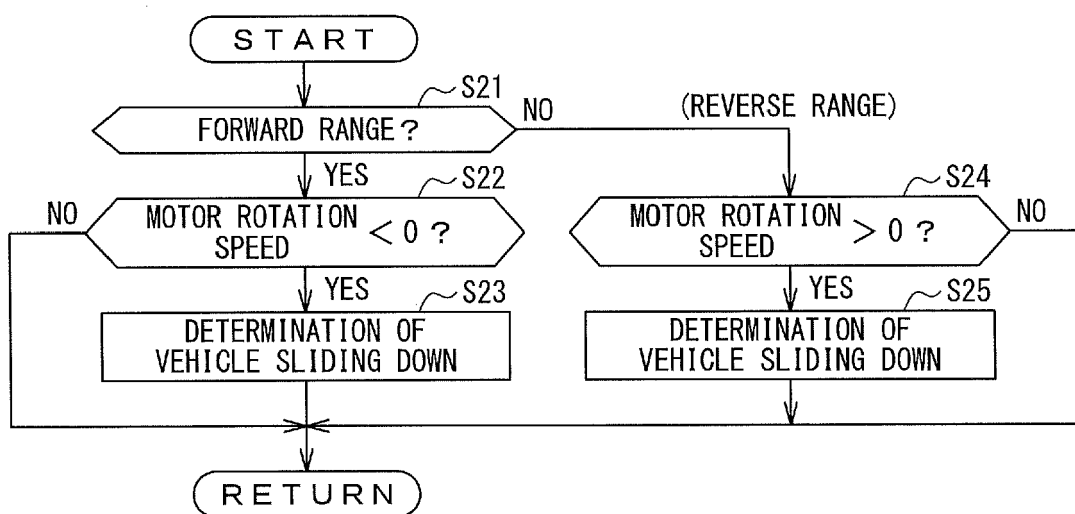 START
S21
FORWARD RANGE?
NO
(REVERSE RANGE)
YES
S22
NO
MOTOR ROTATION
SPEED < 0 ?
S24
MOTOR ROTATION
SPEED > 0 ?
NO
YES
S23
DETERMINATION OF
VEHICLE SLIDING DOWN
YES
S25
DETERMINATION OF
VEHICLE SLIDING DOWN
RETURN